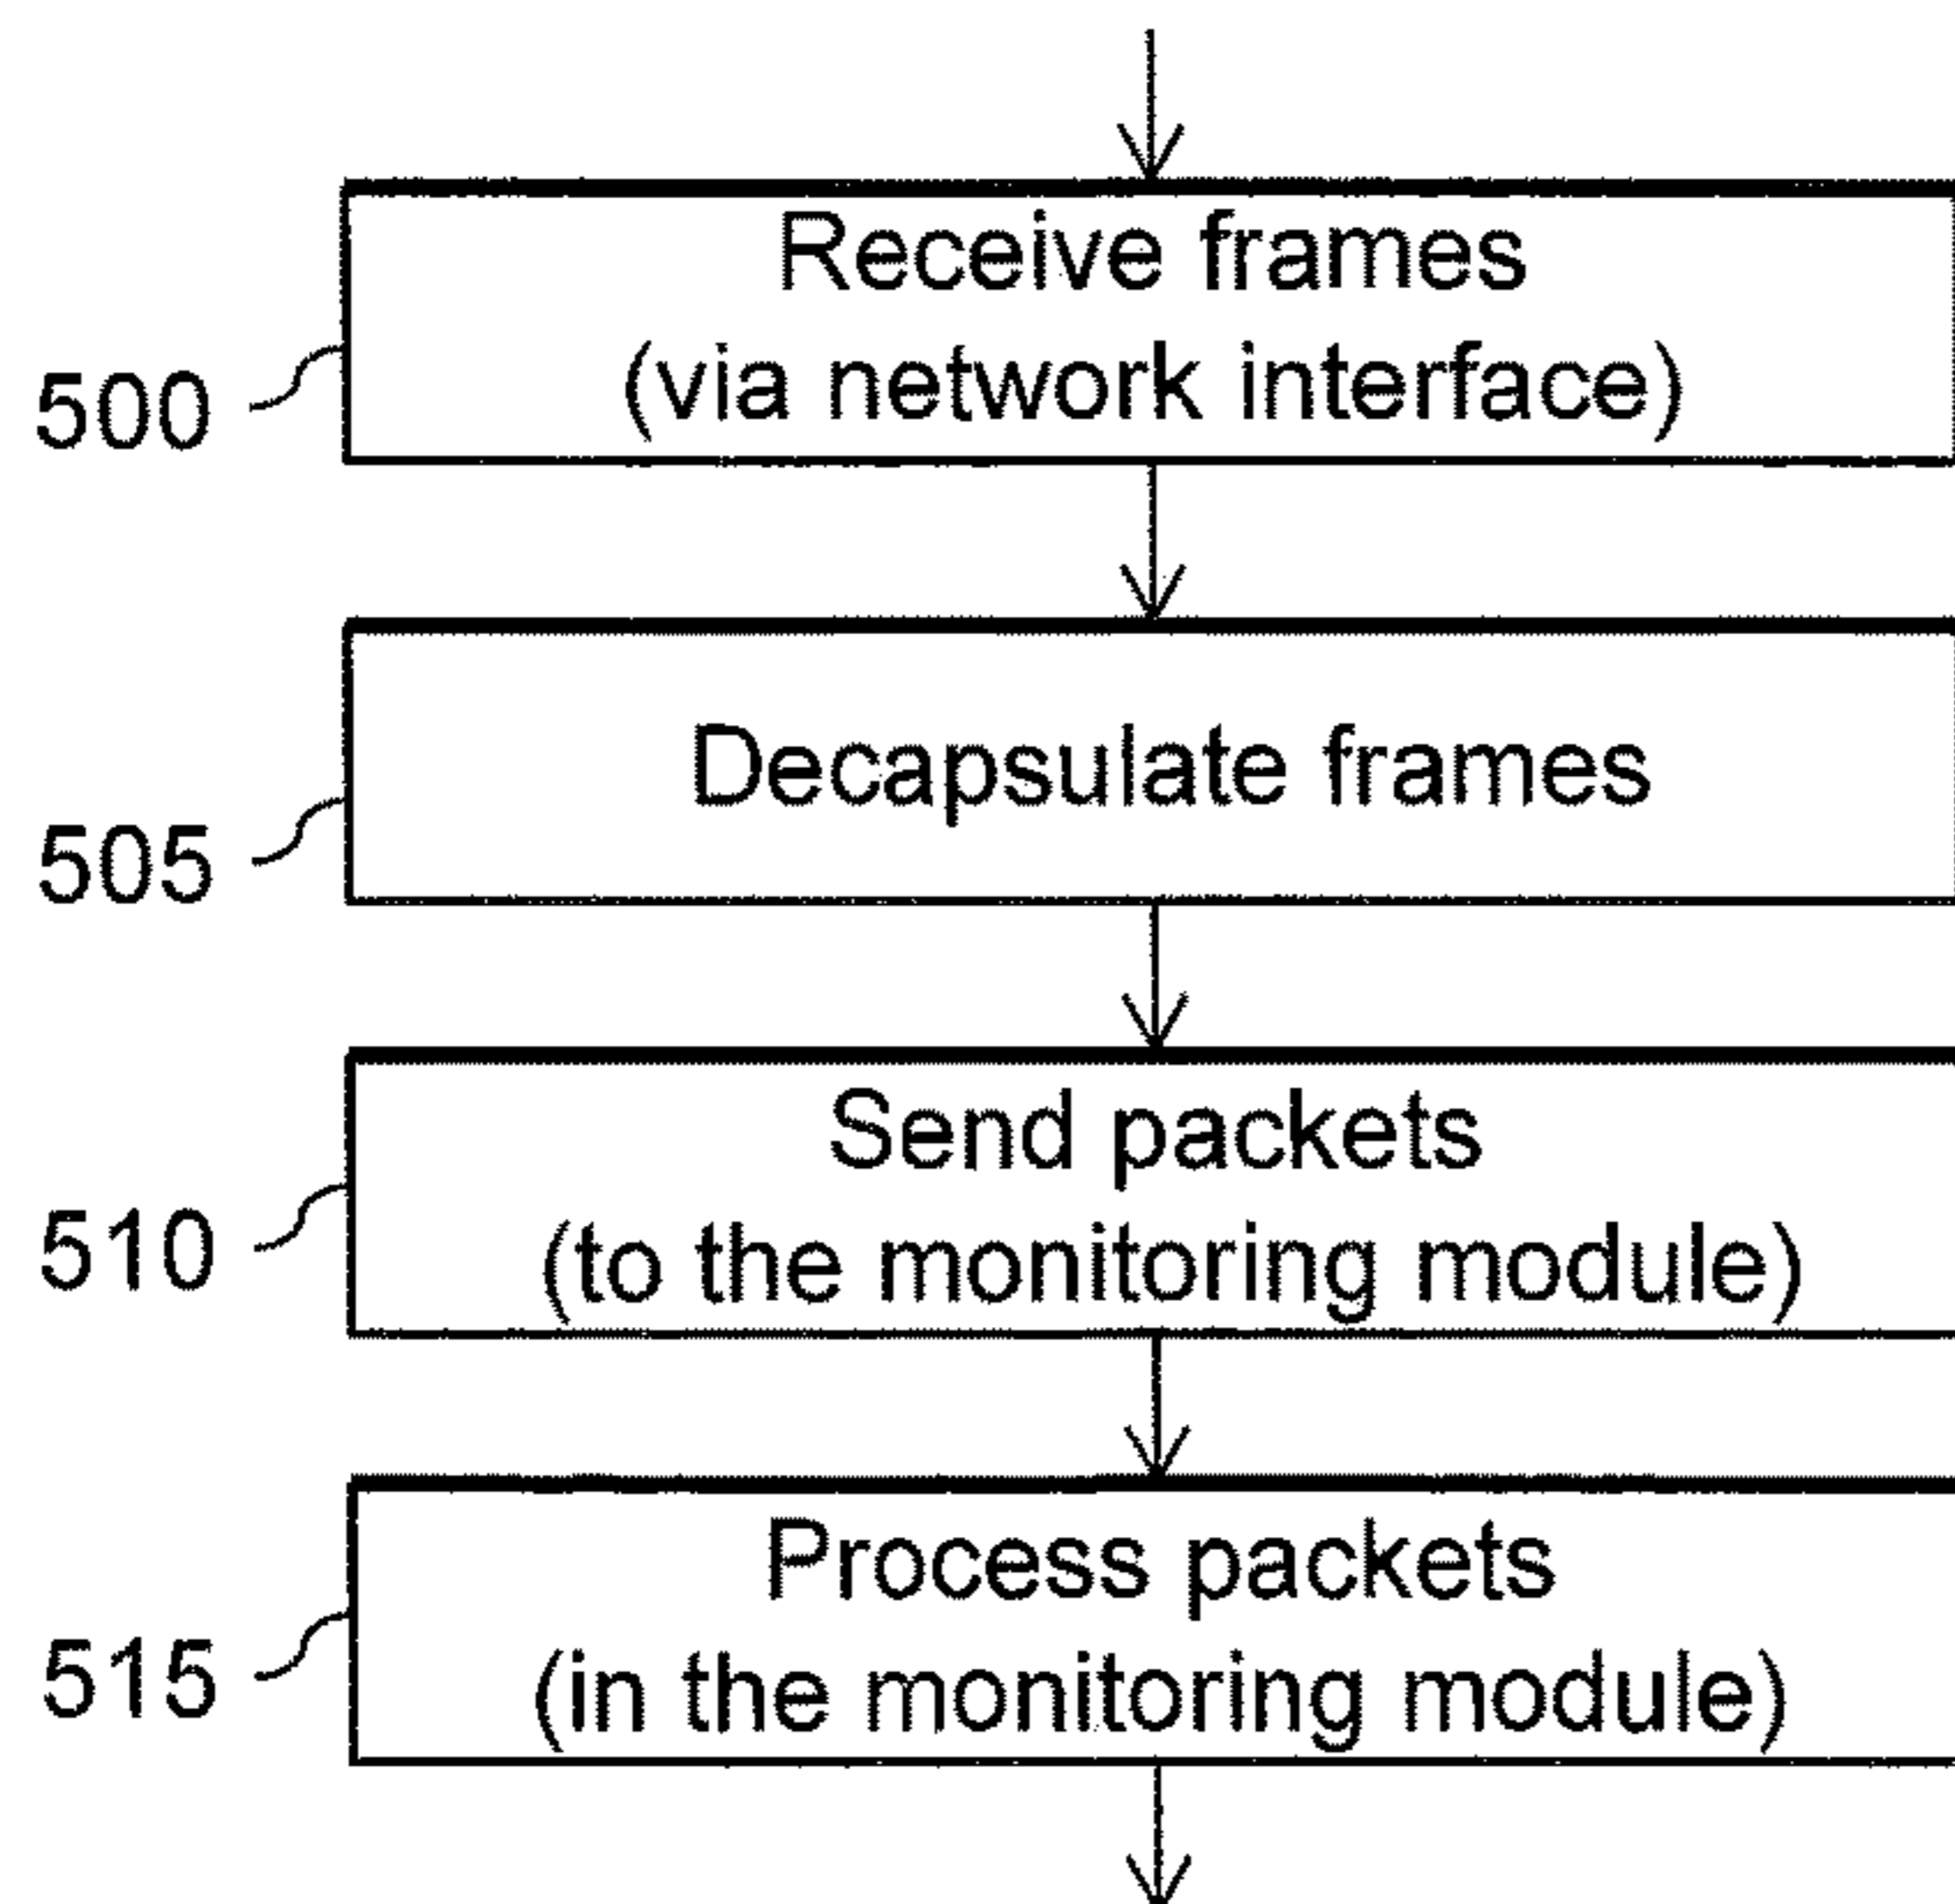 Receive frames
(via network interface)
500
Decapsulate frames
505
Send packets
(to the monitoring module)
510
Process packets
(in the monitoring module)
515